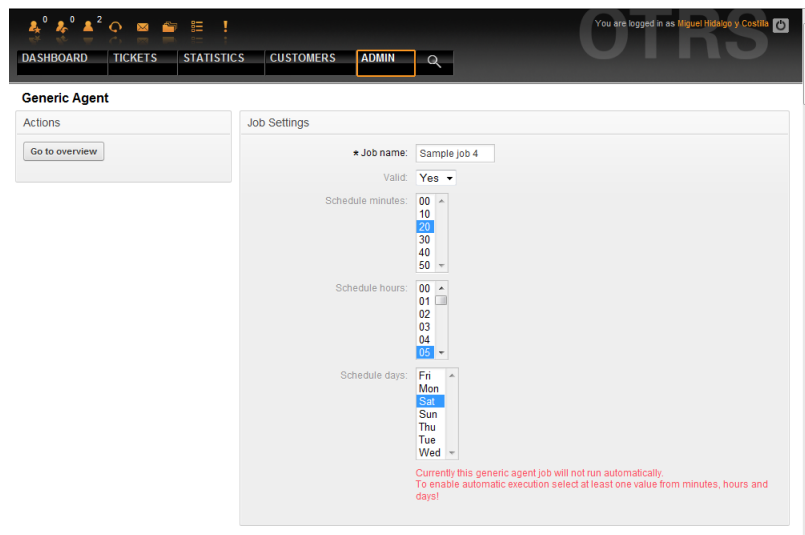 0 0 2
You are logged in as Miguel Hidalgo y Costilla
OTRS
DASHBOARD TICKETS STATISTICS CUSTOMERS ADMIN
Generic Agent
Actions
Go to overview
Job Settings
★ Job name: Sample job 4
Valid: Yes
Schedule minutes: 00
10
20
30
40
50
Schedule hours: 00
01
02
03
04
05
Schedule days: Fri
Mon
Sat
Sun
Thu
Tue
Wed
Currently this generic agent job will not run automatically.
To enable automatic execution select at least one value from minutes, hours and
days!